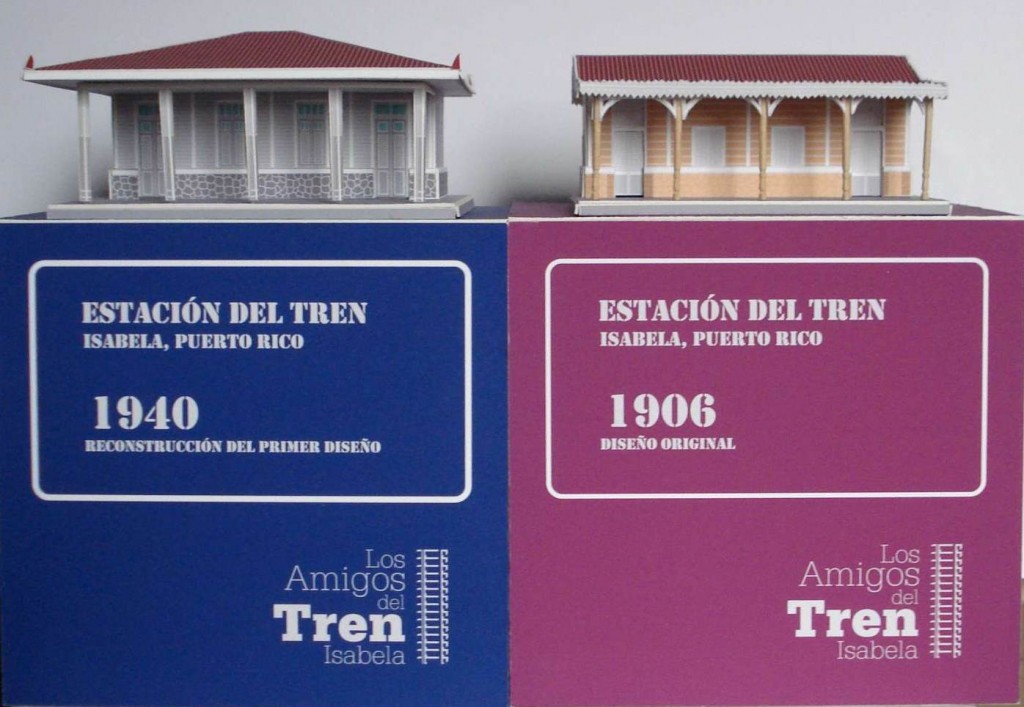 ESTACIÓN DEL TREN
ISABELA, PUERTO RICO
1940
RECONSTRUCCIÓN DEL PRIMER DISEÑO
Los
Amigos
del
Tren
Isabela
ESTACIÓN DEL TREN
ISABELA, PUERTO RICO
1906
DISEÑO ORIGINAL
Los
Amigos
del
Tren
Isabela